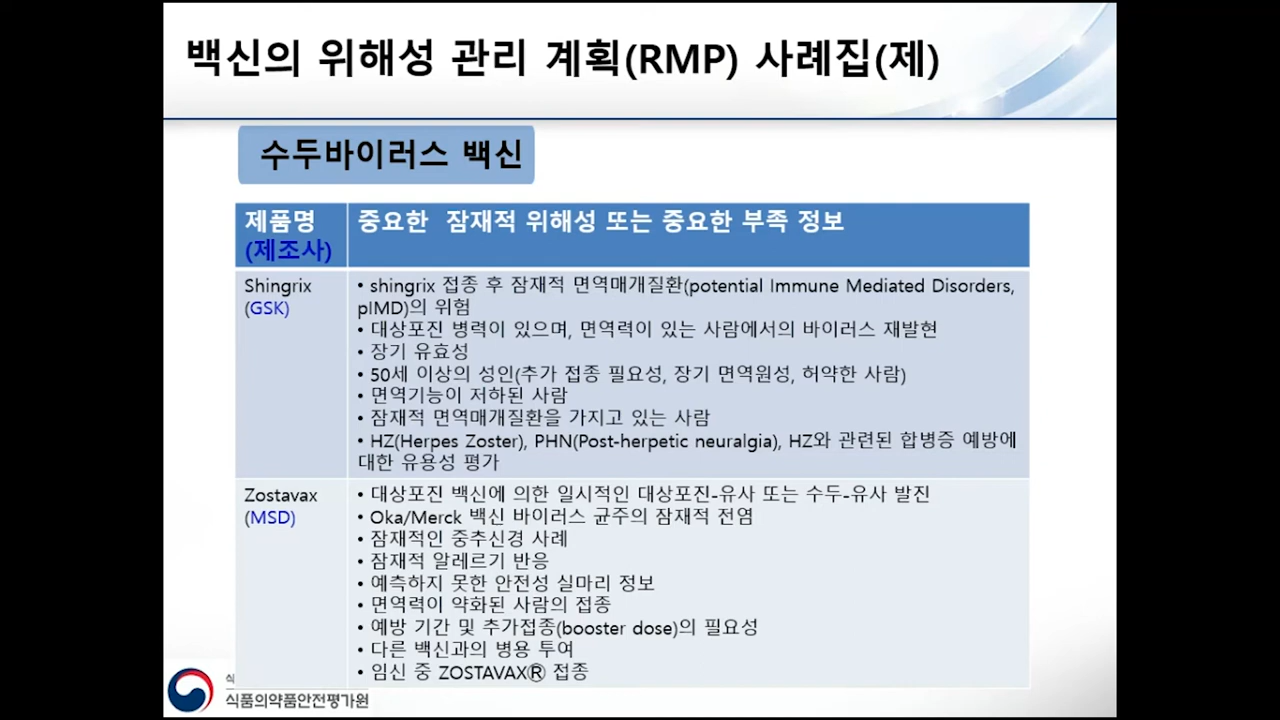 백신의 위해성 관리 계획(RMP) 사례집(제)
수두바이러스 백신
제품명
(제조사)
중요한 잠재적 위해성 또는 중요한 부족 정보
Shingrix
(GSK)
• shingrix 접종 후 잠재적 면역매개질환(potential Immune Mediated Disorders,
pIMD)의 위험
• 대상포진 병력이 있으며, 면역력이 있는 사람에서의 바이러스 재발현
• 장기 유효성
• 50세 이상의 성인(추가 접종 필요성, 장기 면역원성, 허약한 사람)
• 면역기능이 저하된 사람
• 잠재적 면역매개질환을 가지고 있는 사람
• HZ(Herpes Zoster), PHN(Post-herpetic neuralgia), HZ와 관련된 합병증 예방에
대한 유용성 평가
Zostavax
(MSD)
• 대상포진 백신에 의한 일시적인 대상포진-유사 또는 수두-유사 발진
• Oka/Merck 백신 바이러스 균주의 잠재적 전염
• 잠재적인 중추신경 사례
• 잠재적 알레르기 반응
• 예측하지 못한 안전성 실마리 정보
• 면역력이 약화된 사람의 접종
• 예방 기간 및 추가접종(booster dose)의 필요성
• 다른 백신과의 병용 투여
• 임신 중 ZOSTAVAX® 접종
식
식품의약품안전평가원